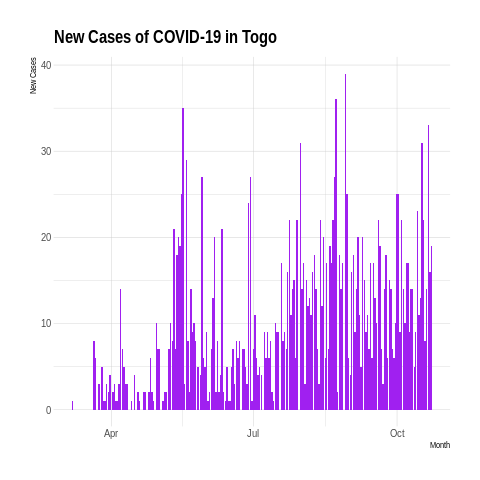 New Cases of COVID-19 in Togo
New Cases
40
30
20
10
0
Apr
Jul
Oct
Month